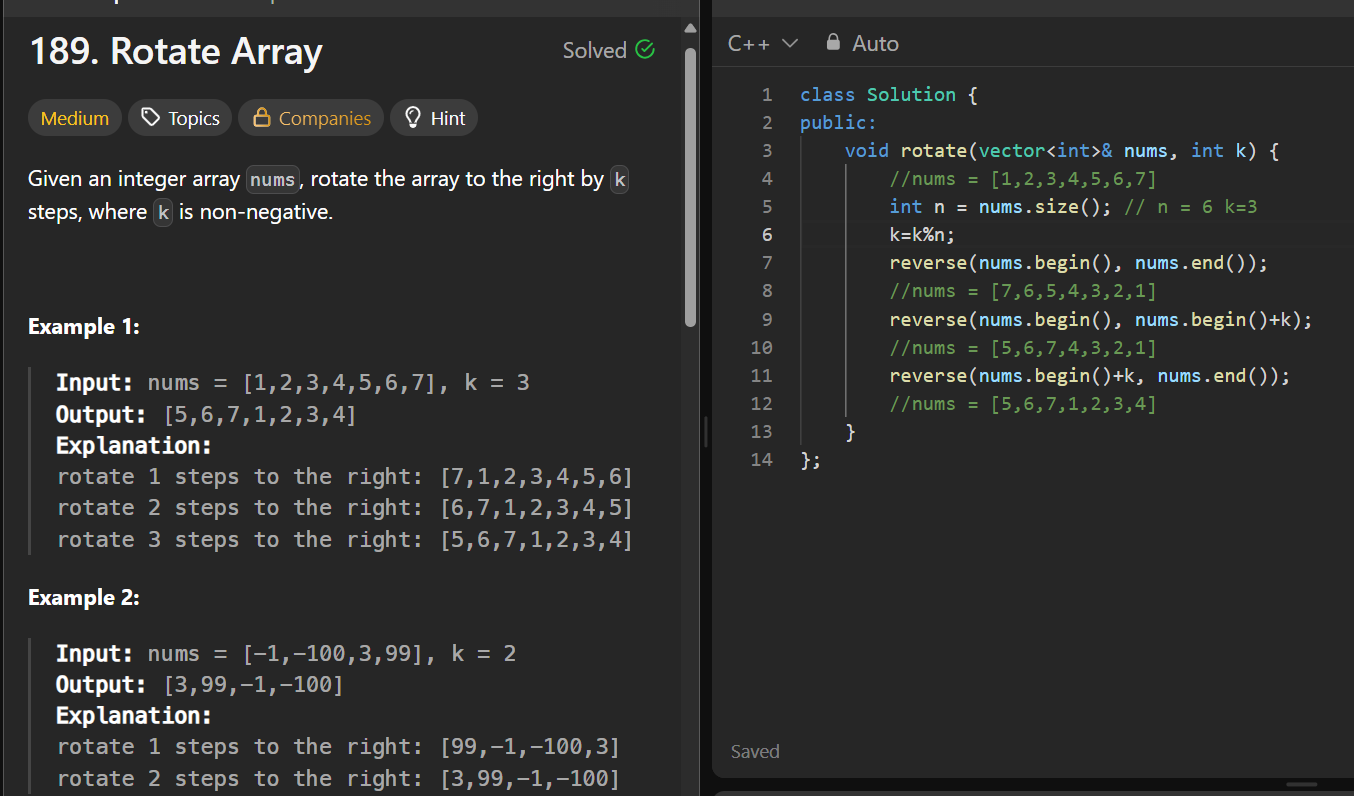 189. Rotate Array
Solved
Medium
Topics
Companies
Hint
Given an integer array nums, rotate the array to the right by k
steps, where k is non-negative.
Example 1:
Input: nums = [1,2,3,4,5,6,7], k = 3
Output: [5,6,7,1,2,3,4]
Explanation:
rotate 1 steps to the right: [7,1,2,3,4,5,6]
rotate 2 steps to the right: [6,7,1,2,3,4,5]
rotate 3 steps to the right: [5,6,7,1,2,3,4]
Example 2:
Input: nums = [-1,-100,3,99], k = 2
Output: [3,99,-1,-100]
Explanation:
rotate 1 steps to the right: [99,-1,-100,3]
rotate 2 steps to the right: [3,99,-1,-100]
C++
Auto
1 class Solution {
2 public:
3     void rotate(vector<int>& nums, int k) {
4         //nums = [1,2,3,4,5,6,7]
5         int n = nums.size(); // n = 6 k=3
6         k=k%n;
7         reverse(nums.begin(), nums.end());
8         //nums = [7,6,5,4,3,2,1]
9         reverse(nums.begin(), nums.begin()+k);
10         //nums = [5,6,7,4,3,2,1]
11         reverse(nums.begin()+k, nums.end());
12         //nums = [5,6,7,1,2,3,4]
13     }
14 };
Saved